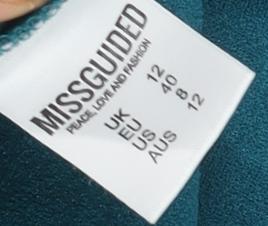 MISSGUIDED
PEACE, LOVE AND FASHION
UK 12
EU 40
US 8
AUS 12